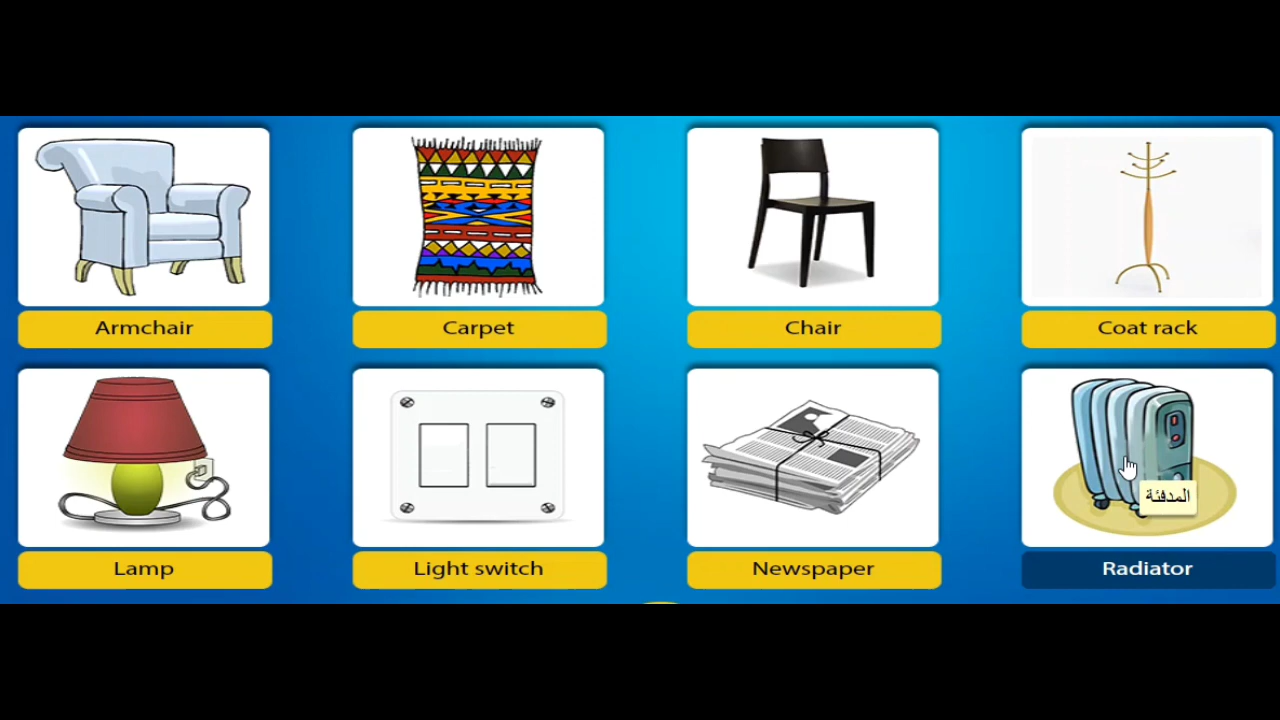 Armchair
Carpet
Chair
Coat rack
المدفئة
Lamp
Light switch
Newspaper
Radiator